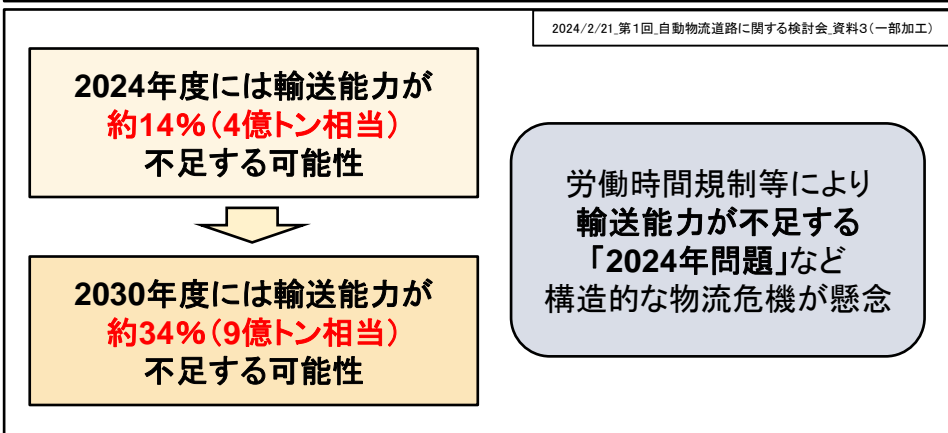 2024/2/21_第1回_自動物流道路に関する検討会_資料3（一部加工）
2024年度には輸送能力が
約14%（4億トン相当）
不足する可能性
2030年度には輸送能力が
約34%（9億トン相当）
不足する可能性
労働時間規制等により
輸送能力が不足する
「2024年問題」など
構造的な物流危機が懸念